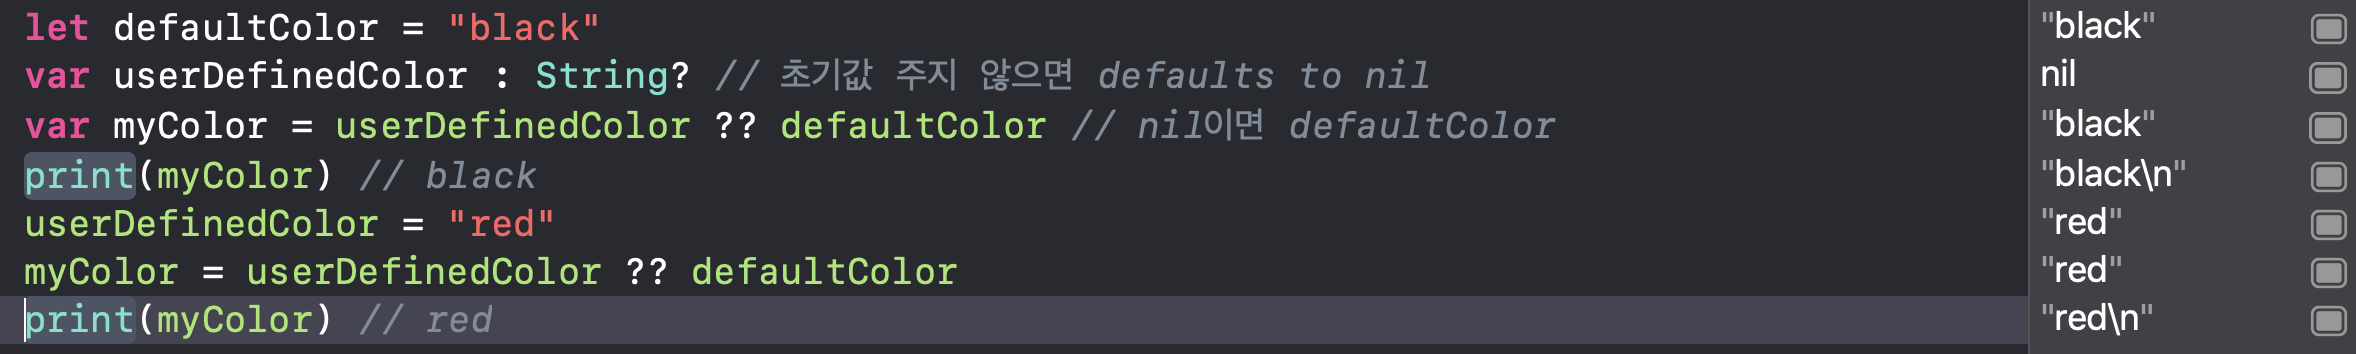 let defaultColor = "black" "black"
var userDefinedColor : String? // 초기값 주지 않으면 defaults to nil nil
var myColor = userDefinedColor ?? defaultColor // nil이면 defaultColor "black"
print(myColor) // black "black\n"
userDefinedColor = "red" "red"
myColor = userDefinedColor ?? defaultColor "red"
print(myColor) // red "red\n"